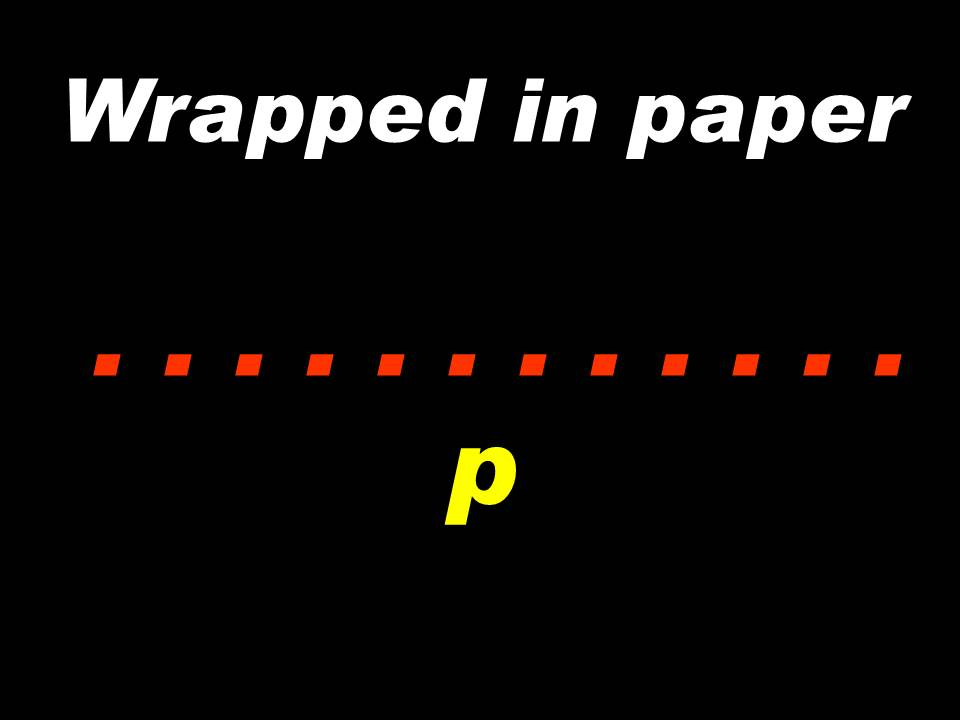 Wrapped in paper
. . . . . . . . . . . .
p